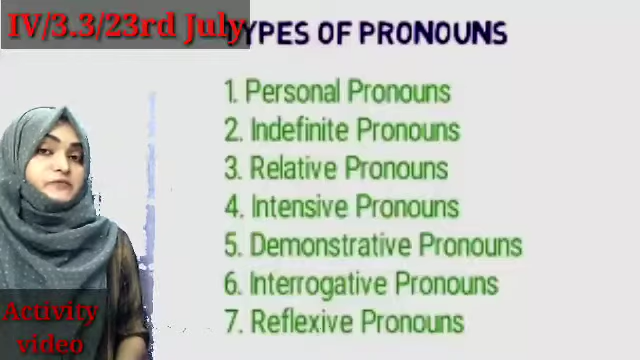 IV/3.3/23rd July
TYPES OF PRONOUNS
1. Personal Pronouns
2. Indefinite Pronouns
3. Relative Pronouns
4. Intensive Pronouns
5. Demonstrative Pronouns
6. Interrogative Pronouns
7. Reflexive Pronouns
Activity
video